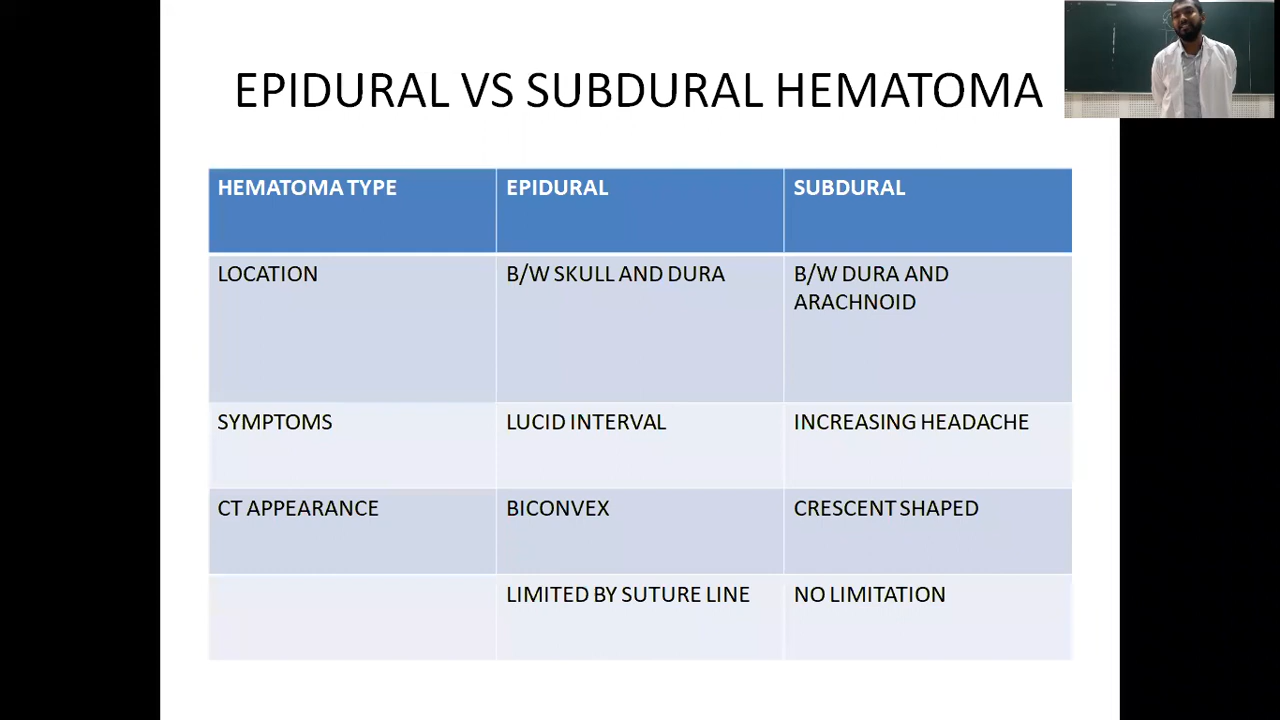 EPIDURAL VS SUBDURAL HEMATOMA
HEMATOMA TYPE
EPIDURAL
SUBDURAL
LOCATION
B/W SKULL AND DURA
B/W DURA AND
ARACHNOID
SYMPTOMS
LUCID INTERVAL
INCREASING HEADACHE
CT APPEARANCE
BICONVEX
CRESCENT SHAPED
LIMITED BY SUTURE LINE
NO LIMITATION